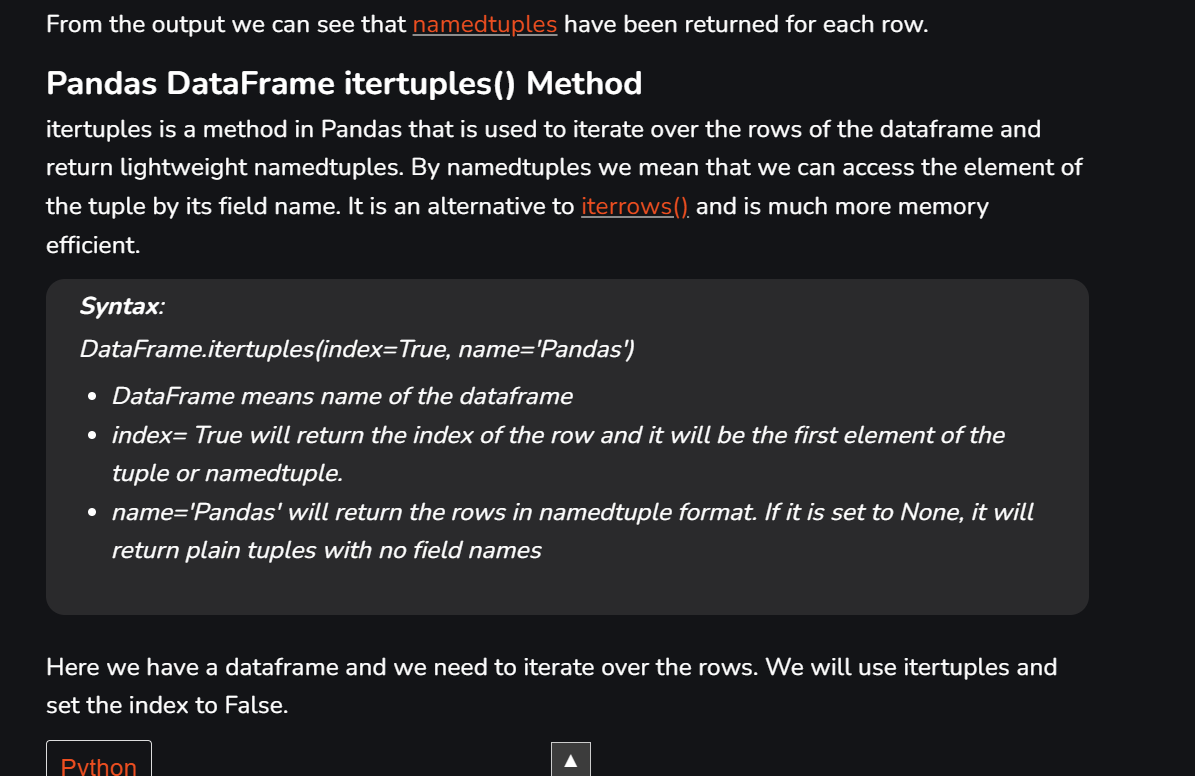 From the output we can see that namedtuples have been returned for each row.
Pandas DataFrame itertuples() Method
itertuples is a method in Pandas that is used to iterate over the rows of the dataframe and
return lightweight namedtuples. By namedtuples we mean that we can access the element of
the tuple by its field name. It is an alternative to iterrows() and is much more memory
efficient.
Syntax:
DataFrame.itertuples(index=True, name='Pandas')
• DataFrame means name of the dataframe
• index= True will return the index of the row and it will be the first element of the
tuple or namedtuple.
• name='Pandas' will return the rows in namedtuple format. If it is set to None, it will
return plain tuples with no field names
Here we have a dataframe and we need to iterate over the rows. We will use itertuples and
set the index to False.
Python